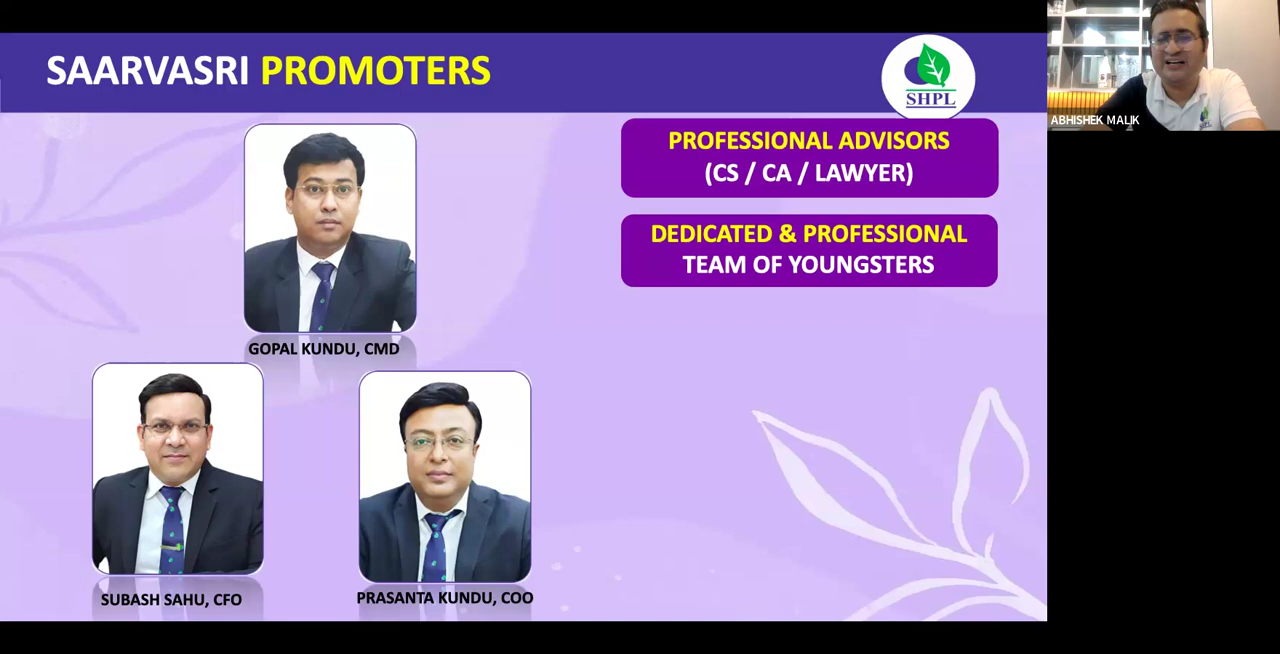 SAARVASRI PROMOTERS
SHPL
ABHISHEK MALIK
SHPL
PROFESSIONAL ADVISORS
(CS / CA / LAWYER)
DEDICATED & PROFESSIONAL
TEAM OF YOUNGSTERS
GOPAL KUNDU, CMD
SUBASH SAHU, CFO
PRASANTA KUNDU, COO